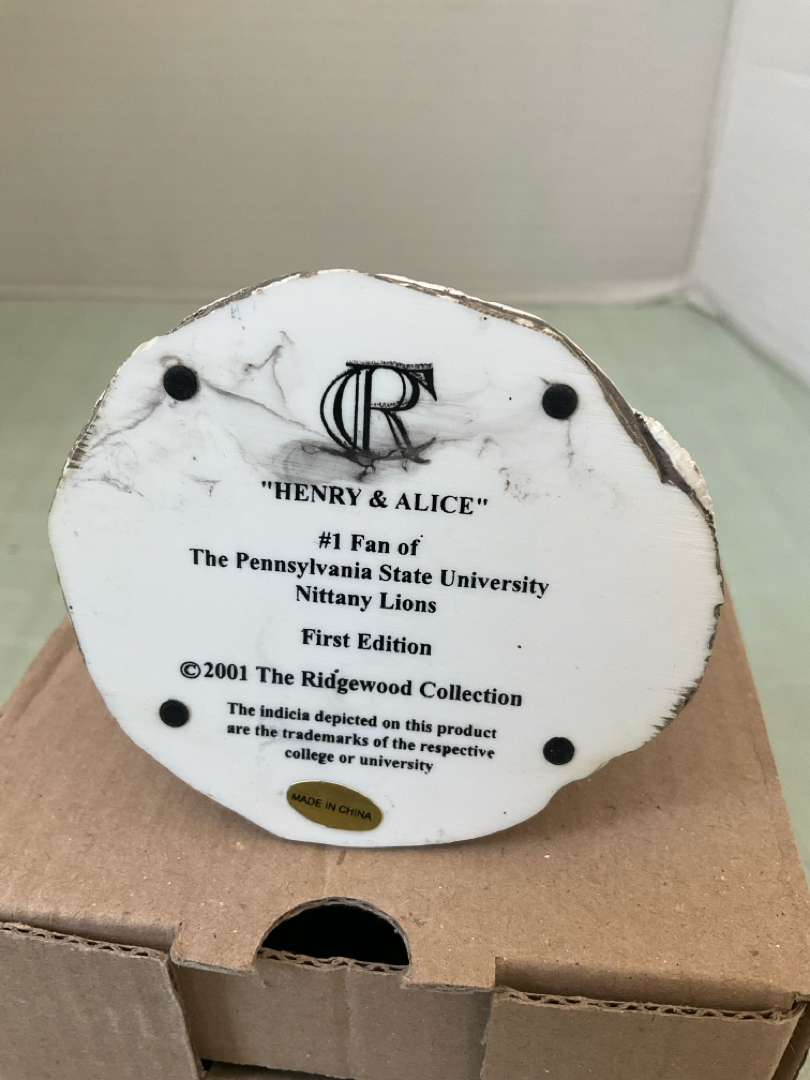 "HENRY & ALICE"
#1 Fan of
The Pennsylvania State University
Nittany Lions
First Edition
©2001 The Ridgewood Collection
The indicia depicted on this product
are the trademarks of the respective
college or university
MADE IN CHINA